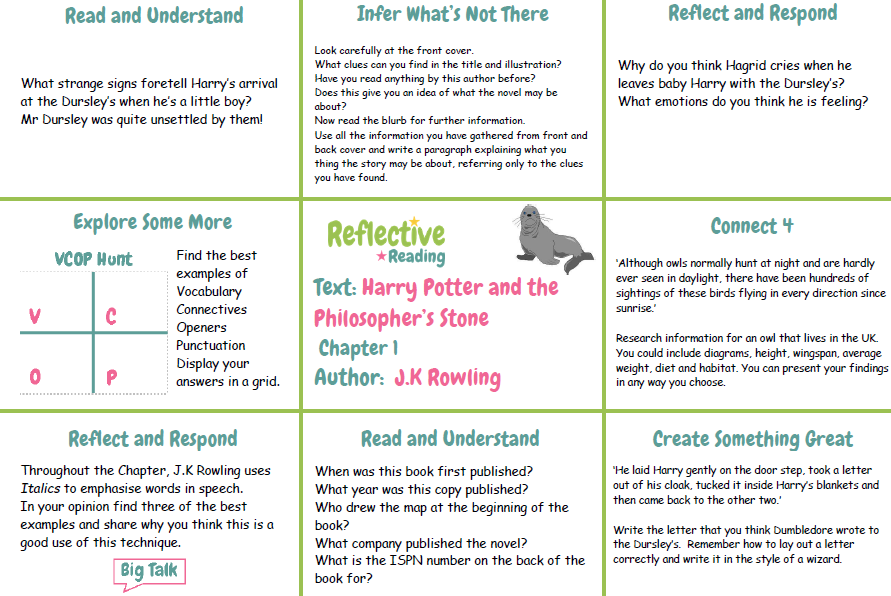 Read and Understand
What strange signs foretell Harry's arrival
at the Dursley's when he's a little boy?
Mr Dursley was quite unsettled by them!
Infer What's Not There
Look carefully at the front cover.
What clues can you find in the title and illustration?
Have you read anything by this author before?
Does this give you an idea of what the novel may be
about?
Now read the blurb for further information.
Use all the information you have gathered from front and
back cover and write a paragraph explaining what you
thing the story may be about, referring only to the clues
you have found.
Reflect and Respond
Why do you think Hagrid cries when he
leaves baby Harry with the Dursley's?
What emotions do you think he is feeling?
Explore Some More
VCOP Hunt
V
C
O
P
Find the best
examples of
Vocabulary
Connectives
Openers
Punctuation
Display your
answers in a grid.
Reflective
Reading
Text: Harry Potter and the
Philosopher's Stone
Chapter 1
Author: J.K Rowling
Connect 4
'Although owls normally hunt at night and are hardly
ever seen in daylight, there have been hundreds of
sightings of these birds flying in every direction since
sunrise.'
Research information for an owl that lives in the UK.
You could include diagrams, height, wingspan, average
weight, diet and habitat. You can present your findings
in any way you choose.
Reflect and Respond
Throughout the Chapter, J.K Rowling uses
Italics to emphasise words in speech.
In your opinion find three of the best
examples and share why you think this is a
good use of this technique.
Big Talk
Read and Understand
When was this book first published?
What year was this copy published?
Who drew the map at the beginning of the
book?
What company published the novel?
What is the ISPN number on the back of the
book for?
Create Something Great
'He laid Harry gently on the door step, took a letter
out of his cloak, tucked it inside Harry's blankets and
then came back to the other two.'
Write the letter that you think Dumbledore wrote to
the Dursley's. Remember how to lay out a letter
correctly and write it in the style of a wizard.